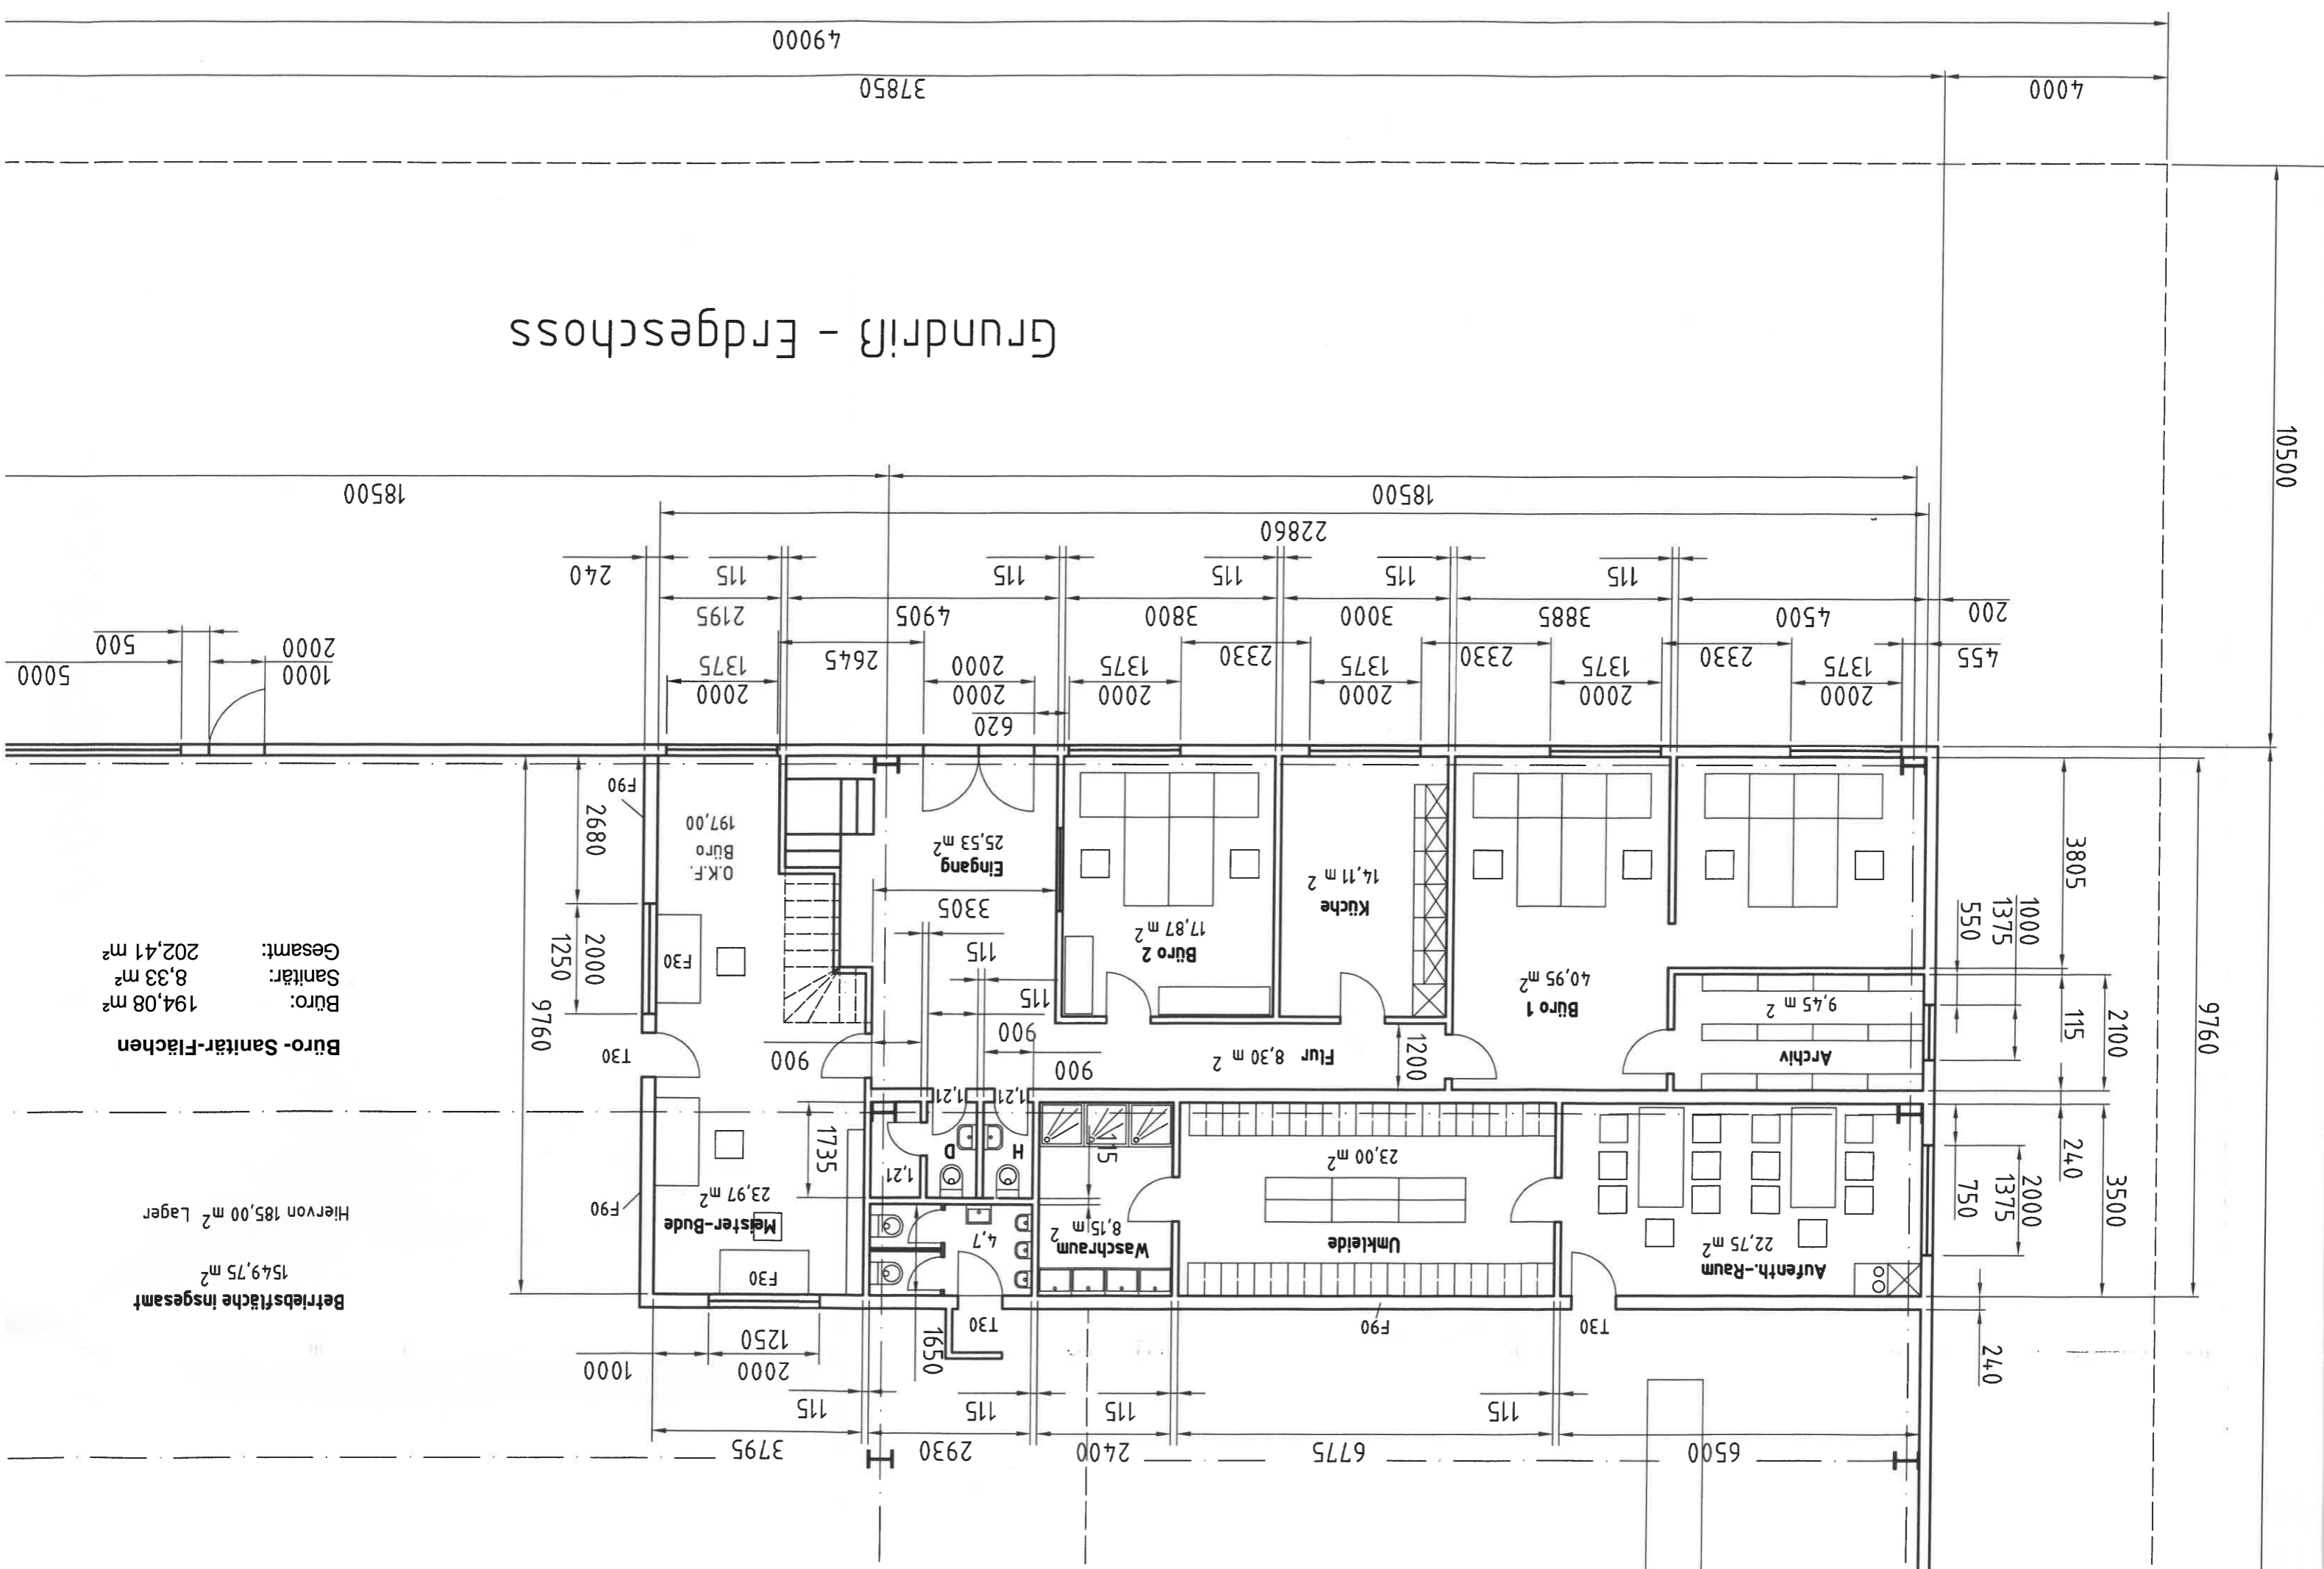 6500 6775 2400 2930 3795
115 115 115 115
240
1650
2000 1000
1250
T30 F90 T30
Betriebsfläche insgesamt
1549,75 m²
Hiervon 185,00 m² Lager
F30
Aufenth.-Raum
22,75 m²
Umkleide
23,00 m²
Waschraum
8,15 m²
4,7
Meister-Bude
23,97 m²
F90
3500
2000
1375
750
240
115
H
D
1,21
1,21
1,21
1735
Archiv
9,45 m²
2100
115
9760
1000
1375
550
3805
Büro 1
40,95 m²
Flur 8,30 m²
1200
900
900
900
115
115
3305
T30
9760
Büro- Sanitär-Flächen
Büro: 194,08 m²
Sanitär: 8,33 m²
Gesamt: 202,41 m²
2000
1250
2680
Büro 2
17,87 m²
Küche
14,11 m²
Eingang
25,53 m²
F30
O.K.F.
Büro
197,00
F90
620
2000 2000 2000 2000 2000 2000
1375 1375 1375 1375 2000 1375
455 2330 2330 2330 2645
1000 5000
2000 500
200 4500 3885 3000 3800 4905 2195
115 115 115 115 115 240
22860
18500 18500
10500
Grundriß - Erdgeschoss
4000 37850
49000